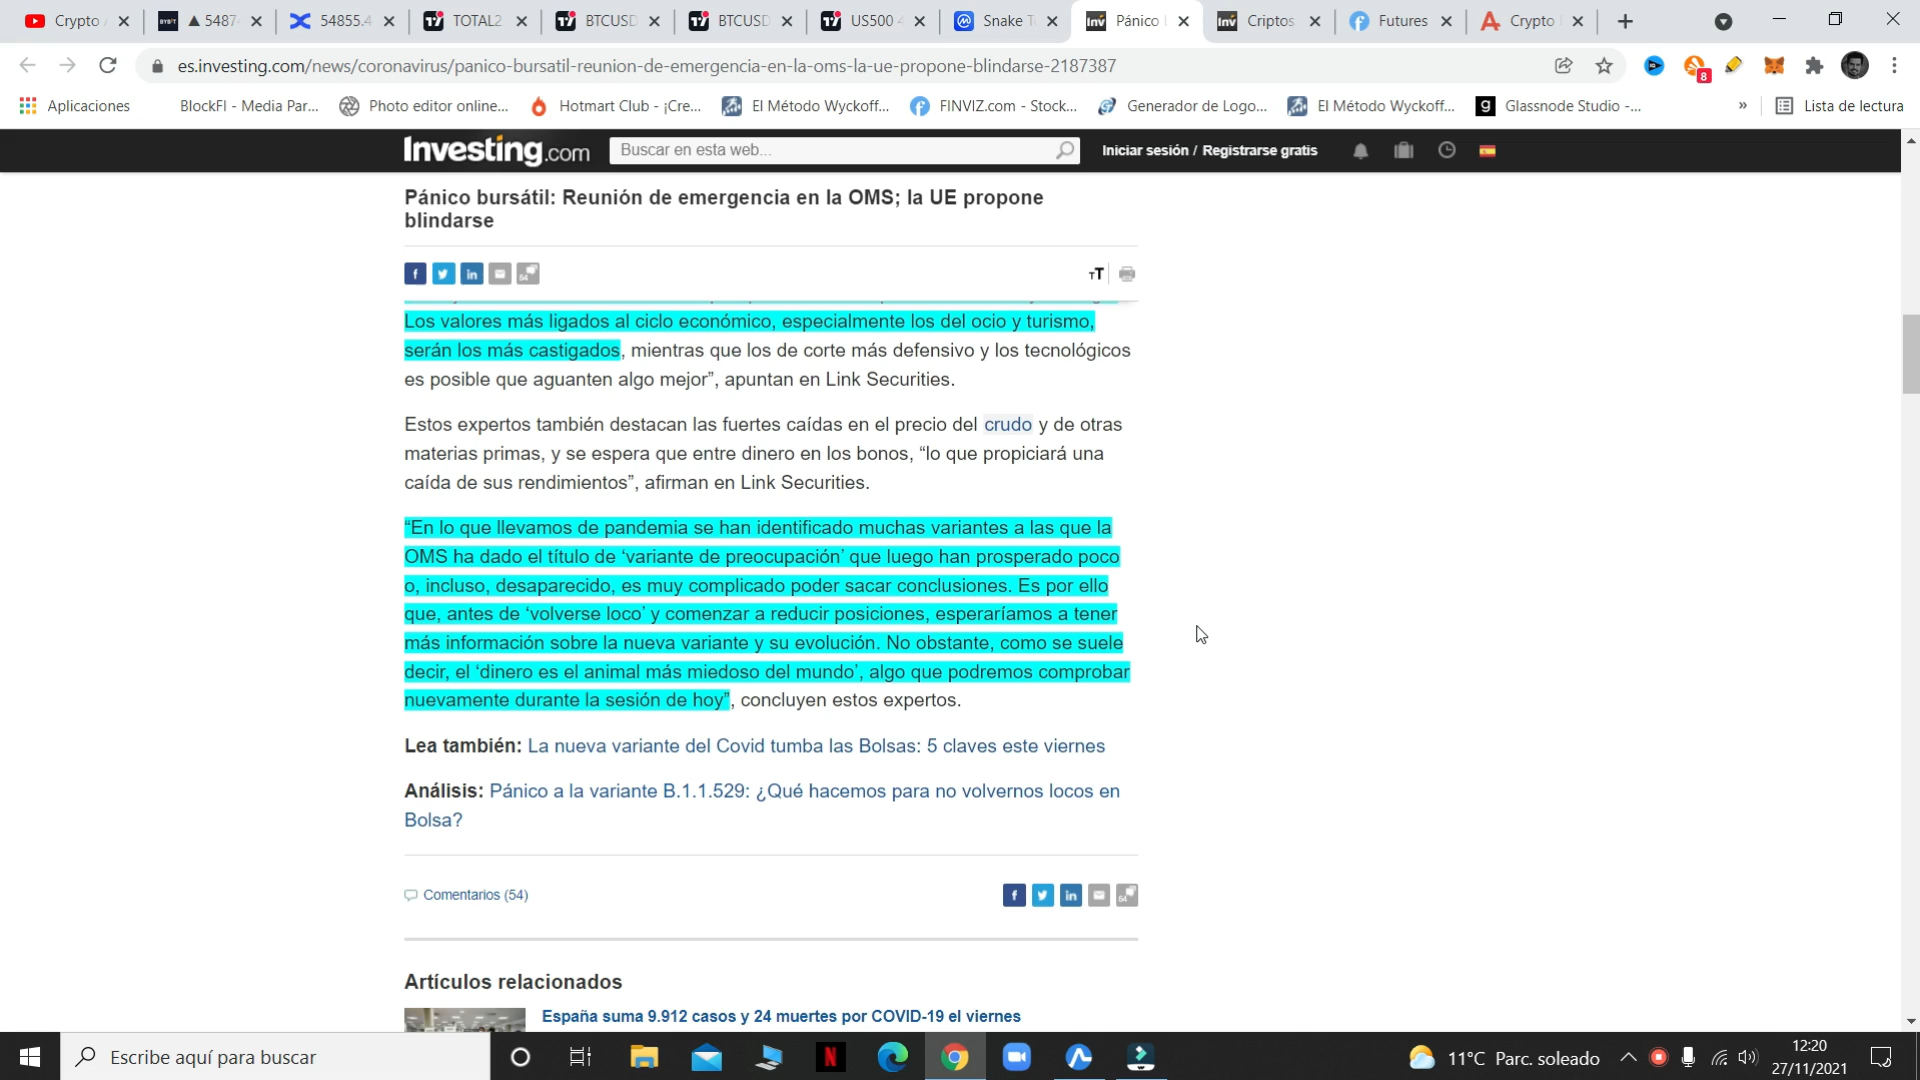 Crypto
▲ 5487
54855.4
TOTAL2
BTCUSD
BTCUSD
US500
Snake T
Pánico
Criptos
Futures
Crypto
es.investing.com/news/coronavirus/panico-bursatil-reunion-de-emergencia-en-la-oms-la-ue-propone-blindarse-2187387
8
Aplicaciones
BlockFI - Media Par...
Photo editor online...
Hotmart Club - ¡Cre...
El Método Wyckoff...
FINVIZ.com - Stock...
Generador de Logo...
El Método Wyckoff...
Glassnode Studio -...
»
Lista de lectura
Investing.com
Buscar en esta web...
Iniciar sesión / Registrarse gratis
Pánico bursátil: Reunión de emergencia en la OMS; la UE propone
blindarse
TT
Los valores más ligados al ciclo económico, especialmente los del ocio y turismo,
serán los más castigados, mientras que los de corte más defensivo y los tecnológicos
es posible que aguanten algo mejor”, apuntan en Link Securities.
Estos expertos también destacan las fuertes caídas en el precio del crudo y de otras
materias primas, y se espera que entre dinero en los bonos, “lo que propiciará una
caída de sus rendimientos”, afirman en Link Securities.
“En lo que llevamos de pandemia se han identificado muchas variantes a las que la
OMS ha dado el título de ‘variante de preocupación’ que luego han prosperado poco
o, incluso, desaparecido, es muy complicado poder sacar conclusiones. Es por ello
que, antes de ‘volverse loco’ y comenzar a reducir posiciones, esperaríamos a tener
más información sobre la nueva variante y su evolución. No obstante, como se suele
decir, el ‘dinero es el animal más miedoso del mundo’, algo que podremos comprobar
nuevamente durante la sesión de hoy”, concluyen estos expertos.
Lea también: La nueva variante del Covid tumba las Bolsas: 5 claves este viernes
Análisis: Pánico a la variante B.1.1.529: ¿Qué hacemos para no volvernos locos en
Bolsa?
Comentarios (54)
Artículos relacionados
España suma 9.912 casos y 24 muertes por COVID-19 el viernes
Escribe aquí para buscar
11°C Parc. soleado
12:20
27/11/2021